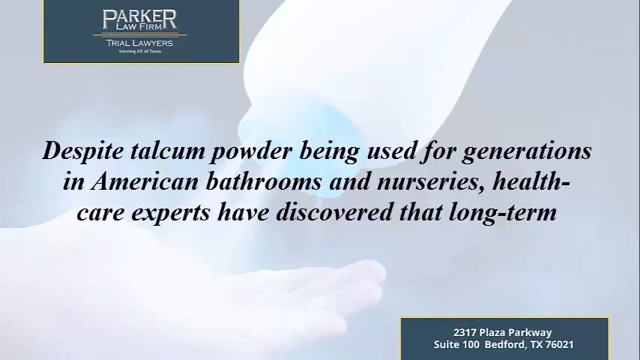 PARKER
LAW FIRM
TRIAL LAWYERS
Serving All of Texas
Despite talcum powder being used for generations
in American bathrooms and nurseries, health-
care experts have discovered that long-term
2317 Plaza Parkway
Suite 100 Bedford, TX 76021